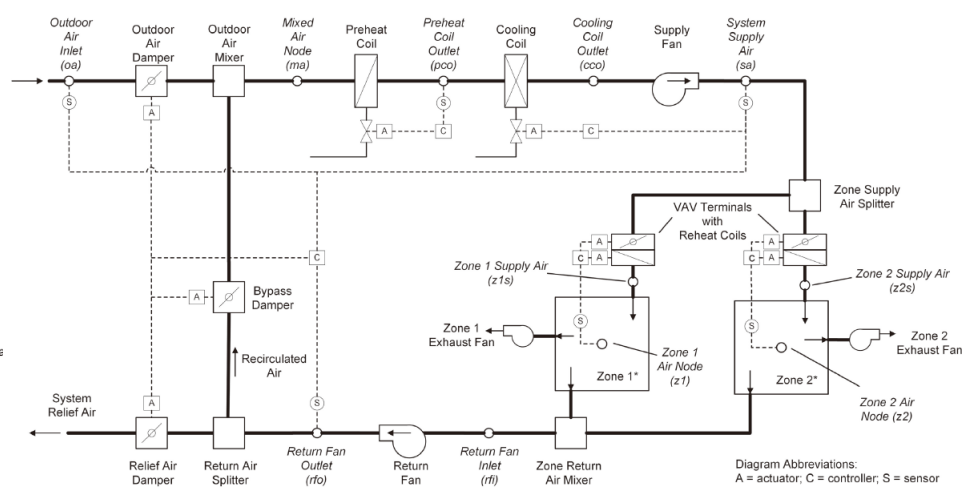 Outdoor
Air
Inlet
(oa)
Outdoor
Air
Damper
Outdoor
Air
Mixer
Mixed
Air
Node
(ma)
Preheat
Coil
Preheat
Coil
Outlet
(pco)
Cooling
Coil
Cooling
Coil
Outlet
(cco)
Supply
Fan
System
Supply
Air
(sa)
S
S
S
A
A
C
A
C
Zone Supply
Air Splitter
VAV Terminals
with
Reheat Coils
A
C
A
A
C
A
C
Zone 1 Supply Air
(z1s)
Zone 2 Supply Air
(z2s)
A
Bypass
Damper
S
S
Zone 1
Exhaust Fan
Zone 2
Exhaust Fan
Recirculated
Air
Zone 1
Air Node
(z1)
Zone 1*
Zone 2*
Zone 2 Air
Node (z2)
System
Relief Air
A
S
Relief Air
Damper
Return Air
Splitter
Return Fan
Outlet
(rfo)
Return
Fan
Return Fan
Inlet
(rfi)
Zone Return
Air Mixer
Diagram Abbreviations:
A = actuator; C = controller; S = sensor